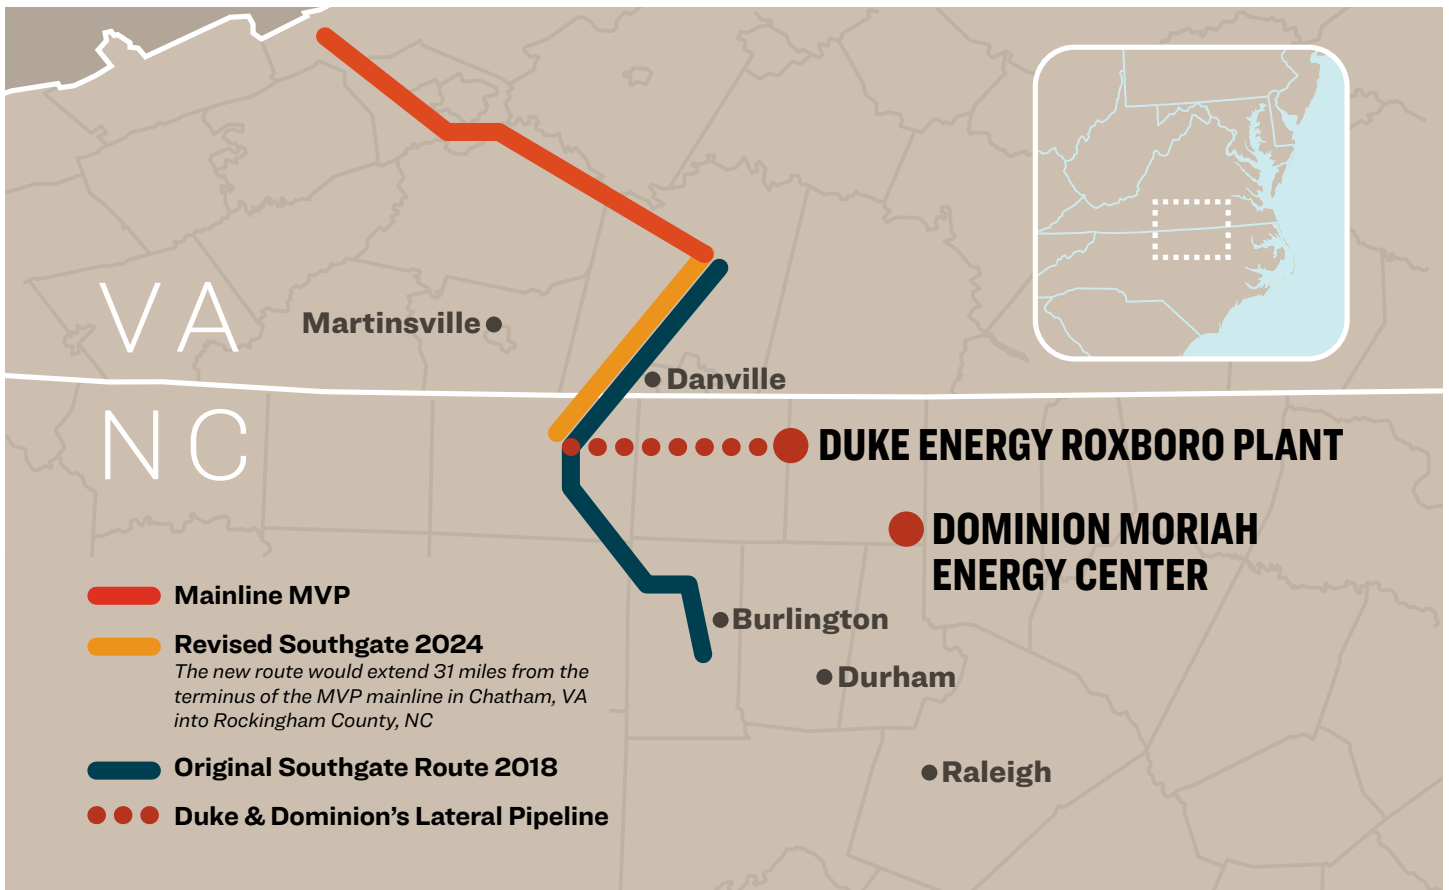 VA
Martinsville
Danville
NC
DUKE ENERGY ROXBORO PLANT
DOMINION MORIAH
ENERGY CENTER
Burlington
Durham
Raleigh
Mainline MVP
Revised Southgate 2024
The new route would extend 31 miles from the
terminus of the MVP mainline in Chatham, VA
into Rockingham County, NC
Original Southgate Route 2018
Duke & Dominion’s Lateral Pipeline